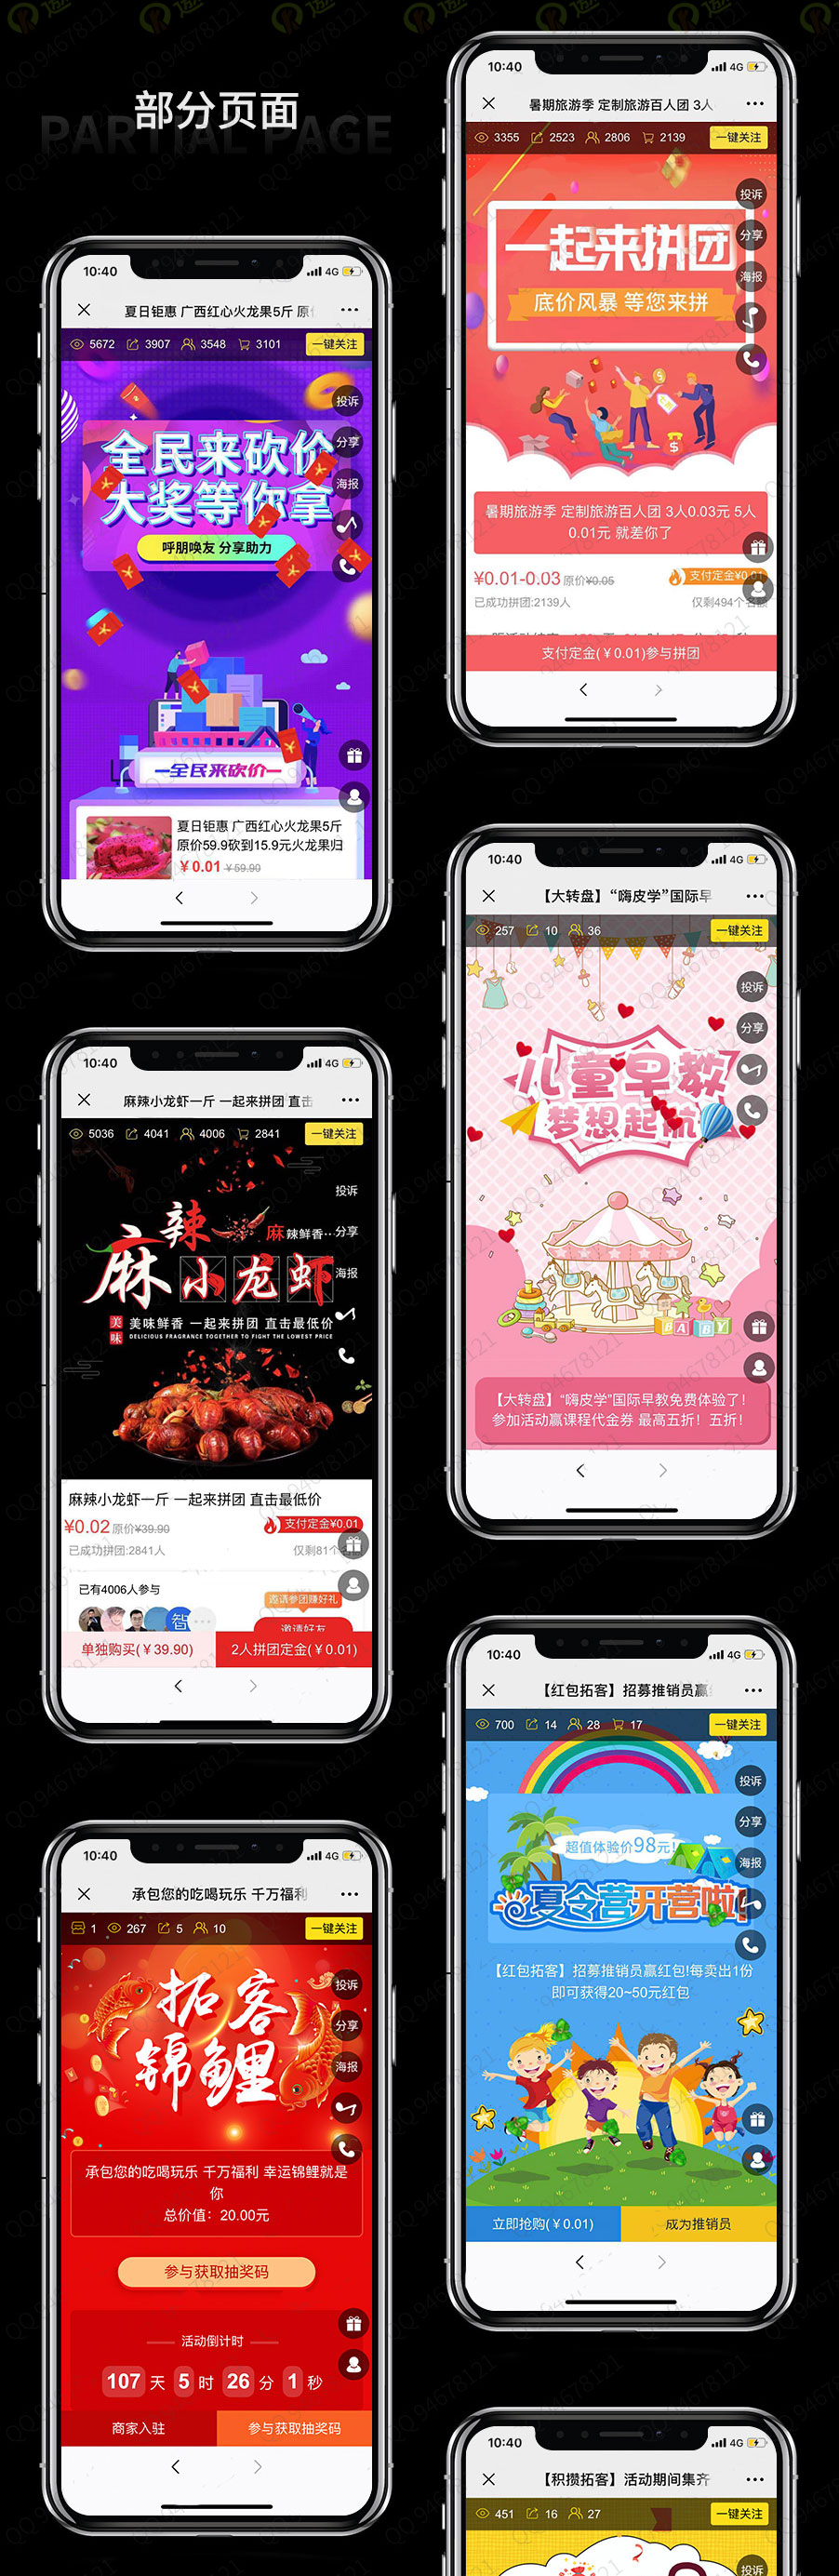 部分页面
PARTIAL PAGE
10:40
4G
夏日钜惠 广西红心火龙果5斤 原
5672 3907 3548 3101 一键关注
投诉
分享
海报
全民来砍价
大奖等你拿
呼朋唤友 分享助力
全民来砍价
夏日钜惠 广西红心火龙果5斤
原价59.9砍到15.9元火龙果归
￥0.01 ￥59.90
10:40
4G
麻辣小龙虾一斤 一起来拼团 直击
5036 4041 4006 2841 一键关注
投诉
分享
海报
麻辣小龙虾
麻辣鲜香···
美味
美味鲜香 一起来拼团 直击最低价
DELICIOUS FRAGRANCE TOGETHER TO FIGHT THE LOWEST PRICE
麻辣小龙虾一斤 一起来拼团 直击最低价
¥0.02 原价¥39.90 支付定金¥0.01
已成功拼团:2841人 仅剩81个
已有4006人参与
邀请参团赚好礼
邀请好友
智
单独购买(￥39.90) 2人拼团定金(￥0.01)
10:40
4G
承包您的吃喝玩乐 千万福利
1 267 5 10 一键关注
投诉
分享
海报
拓客
锦鲤
承包您的吃喝玩乐 千万福利 幸运锦鲤就是
你
总价值：20.00元
参与获取抽奖码
活动倒计时
107 天 5 时 26 分 1 秒
商家入驻 参与获取抽奖码
10:40
4G
暑期旅游季 定制旅游百人团 3人
3355 2523 2806 2139 一键关注
投诉
分享
海报
一起来拼团
底价风暴 等您来拼
暑期旅游季 定制旅游百人团 3人0.03元 5人
0.01元 就差你了
¥0.01-0.03 原价¥0.05 支付定金¥0.01
已成功拼团:2139人 仅剩494个名额
支付定金(￥0.01)参与拼团
10:40
4G
【大转盘】“嗨皮学”国际早
257 10 36 一键关注
投诉
分享
儿童早教
梦想起航
BABY
【大转盘】“嗨皮学”国际早教免费体验了！
参加活动赢课程代金券 最高五折！五折！
10:40
4G
【红包拓客】招募推销员赢
700 14 28 17 一键关注
投诉
分享
海报
超值体验价98元！
夏令营开营啦!
【红包拓客】招募推销员赢红包!每卖出1份
即可获得20~50元红包
立即抢购(￥0.01) 成为推销员
10:40
4G
【积攒拓客】活动期间集齐
451 16 27 一键关注
投诉
QQ 94678121